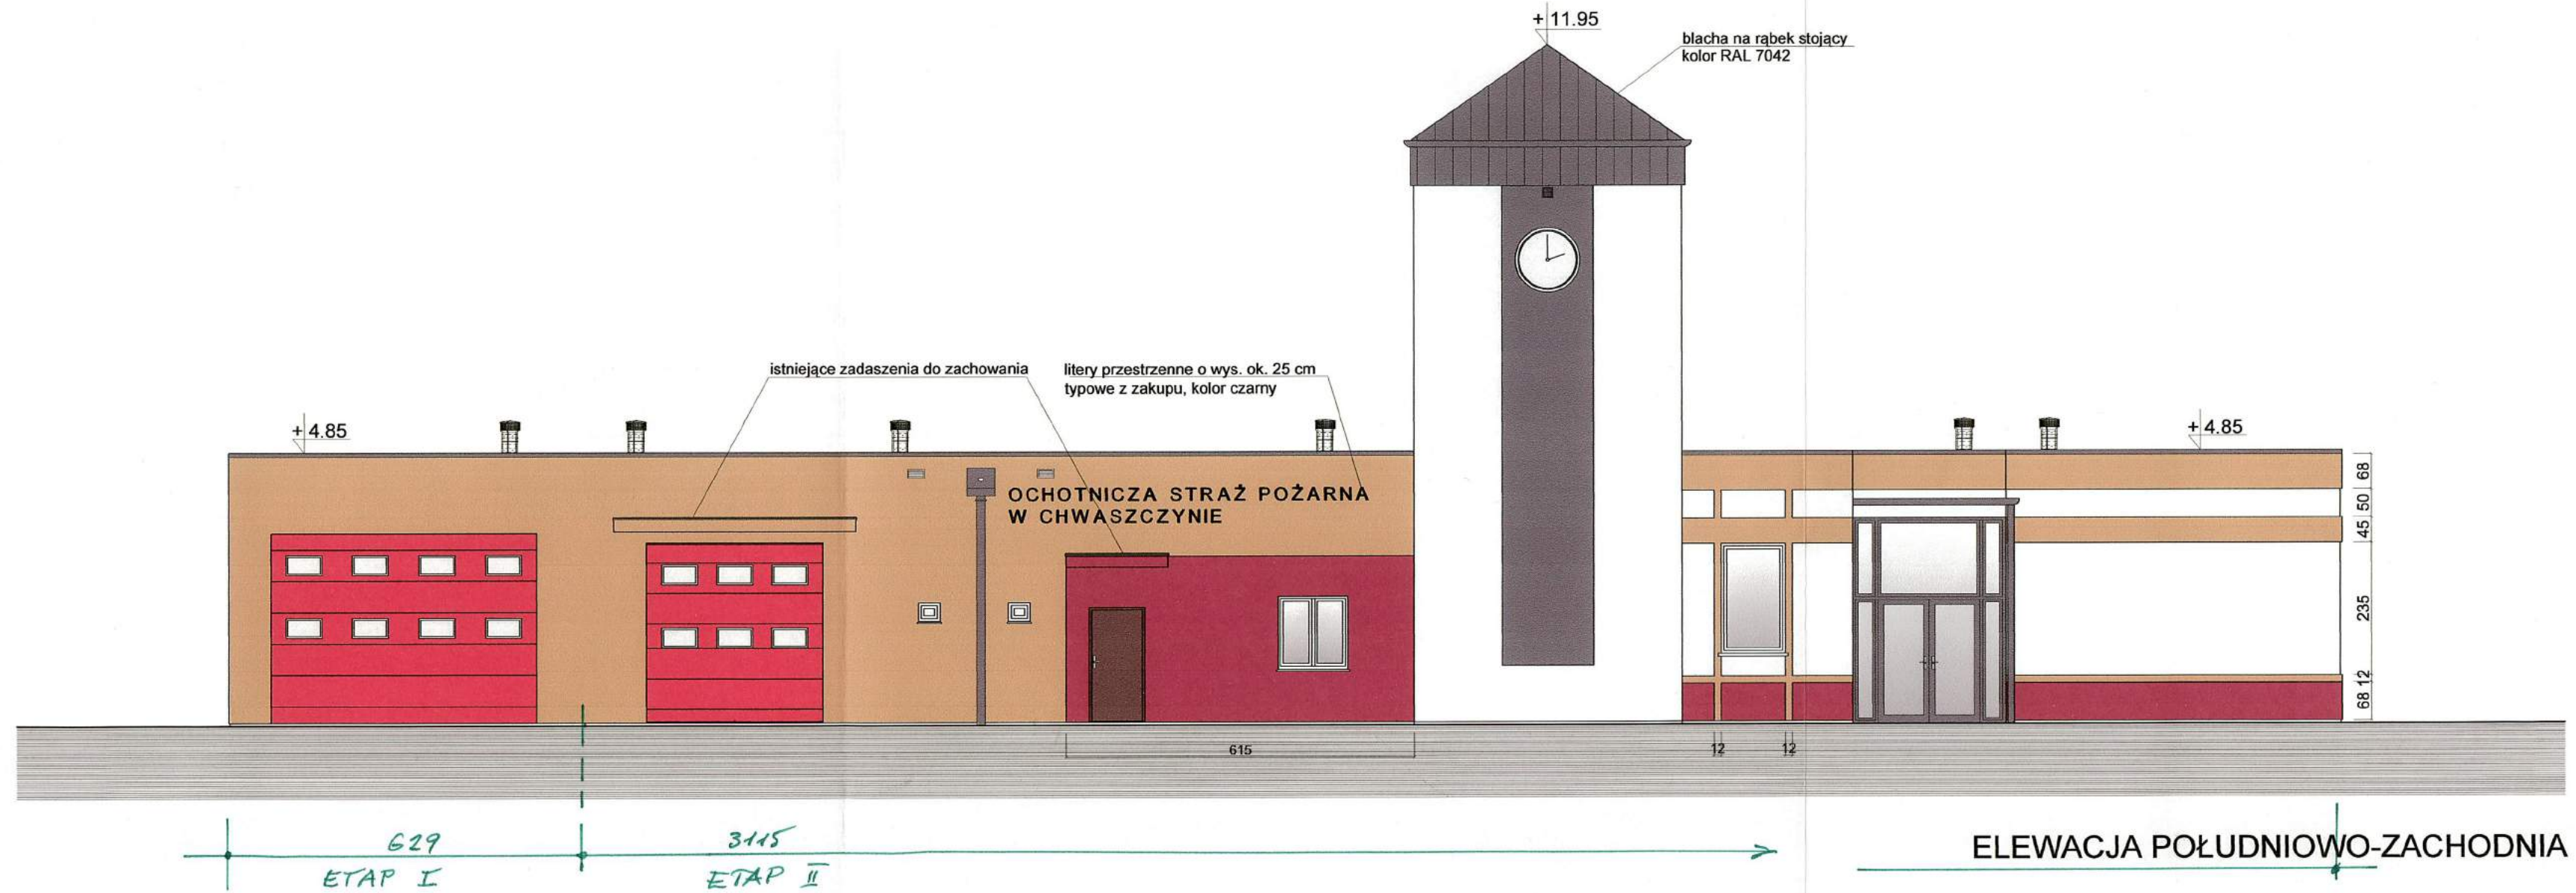 + 11.95
blacha na rąbek stojący
kolor RAL 7042
istniejące zadaszenia do zachowania
litery przestrzenne o wys. ok. 25 cm
typowe z zakupu, kolor czarny
+ 4.85
+ 4.85
OCHOTNICZA STRAŻ POŻARNA
W CHWASZCZYNIE
68
50
45
235
12
68
615
12
12
629
ETAP I
3115
ETAP II
ELEWACJA POŁUDNIOWO-ZACHODNIA